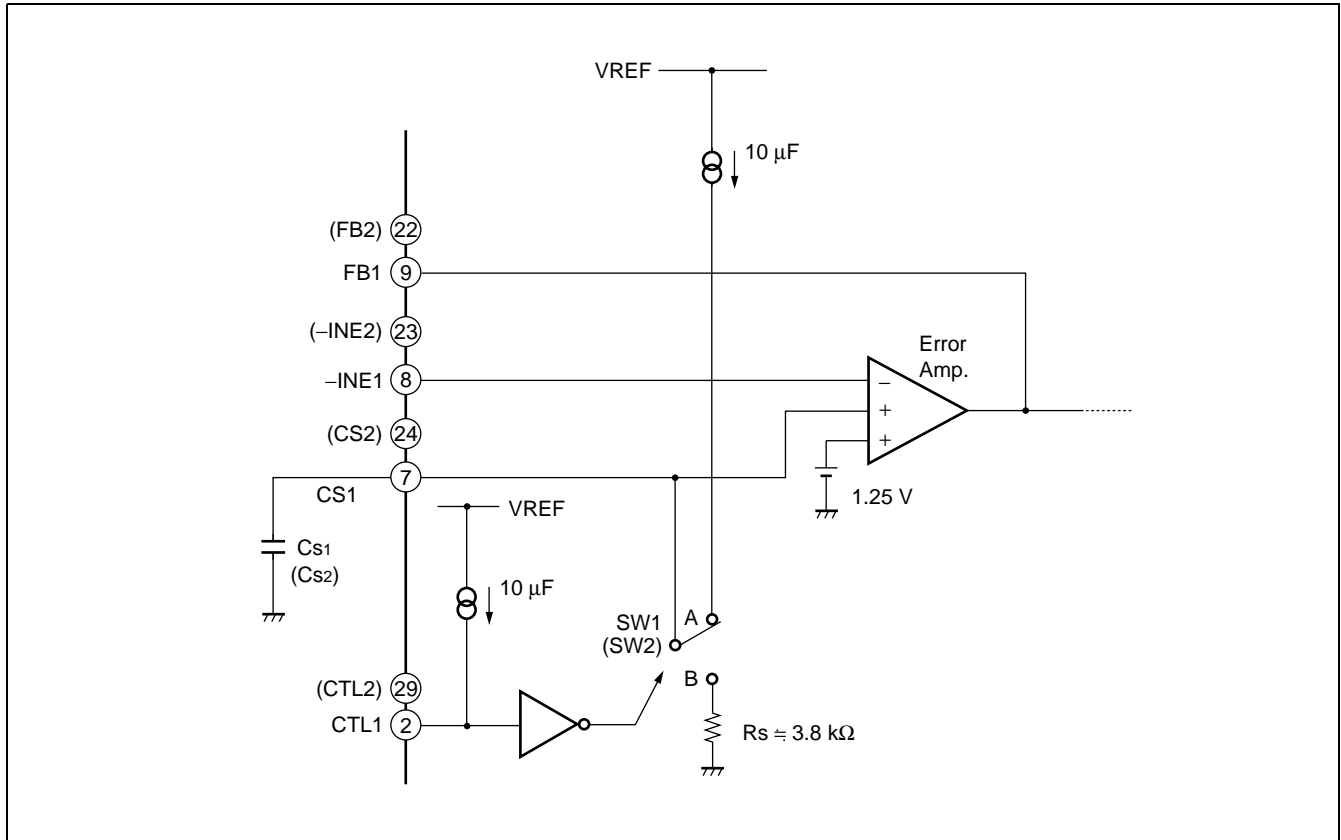 VREF
10 μF
(FB2) 22
FB1 9
(–INE2) 23
Error
Amp.
–INE1 8
–
+
(CS2) 24
+
7
CS1
1.25 V
VREF
Cs1
(Cs2)
10 μF
SW1
(SW2)
A
B
(CTL2) 29
CTL1 2
Rs ≒ 3.8 kΩ